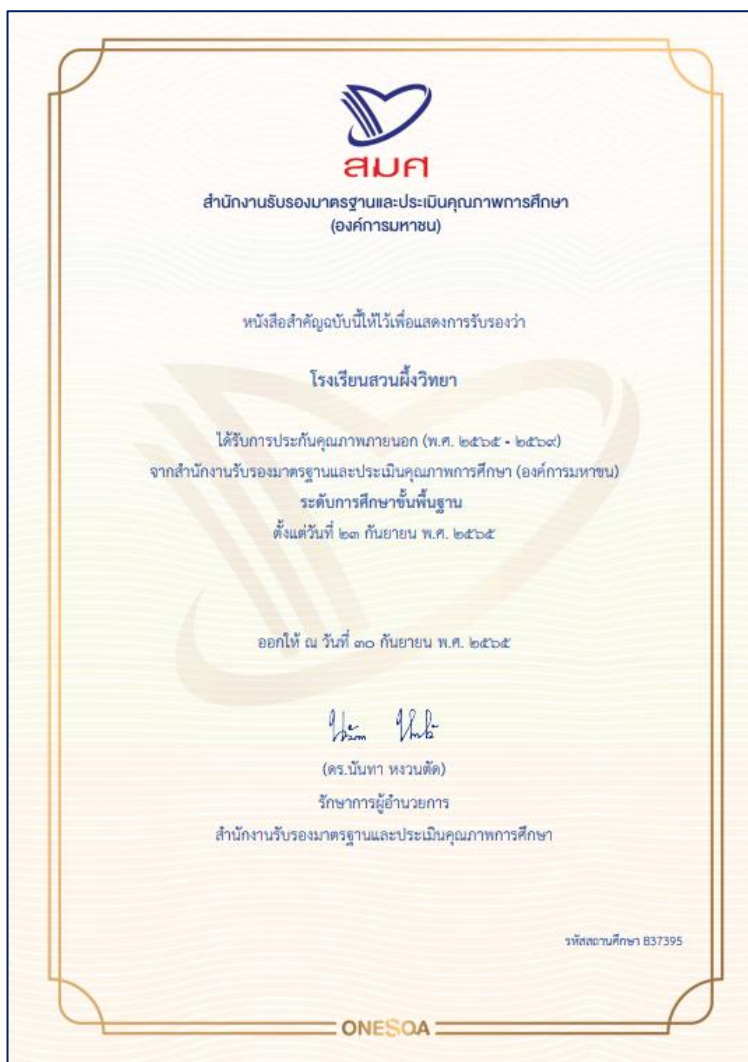 สมศ
สำนักงานรับรองมาตรฐานและประเมินคุณภาพการศึกษา
(องค์การมหาชน)
หนังสือสำคัญฉบับนี้ให้ไว้เพื่อแสดงการรับรองว่า
โรงเรียนสวนผึ้งวิทยา
ได้รับการประกันคุณภาพภายนอก (พ.ศ. ๒๕๖๕ - ๒๕๖๙)
จากสำนักงานรับรองมาตรฐานและประเมินคุณภาพการศึกษา (องค์การมหาชน)
ระดับการศึกษาขั้นพื้นฐาน
ตั้งแต่วันที่ ๒๓ กันยายน พ.ศ. ๒๕๖๕
ออกให้ ณ วันที่ ๓๐ กันยายน พ.ศ. ๒๕๖๕
(ดร.นันทา หงวนตัด)
รักษาการผู้อำนวยการ
สำนักงานรับรองมาตรฐานและประเมินคุณภาพการศึกษา
รหัสสถานศึกษา B37395
ONESQA